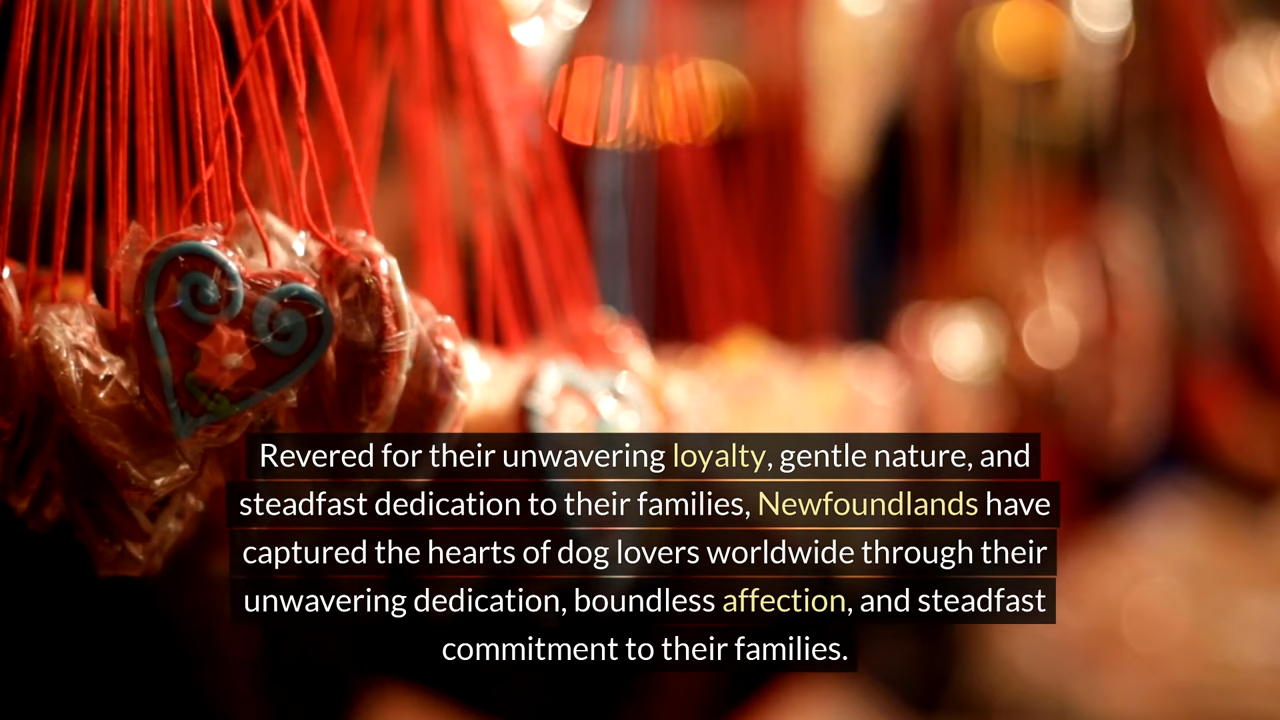 Revered for their unwavering loyalty, gentle nature, and
steadfast dedication to their families, Newfoundlands have
captured the hearts of dog lovers worldwide through their
unwavering dedication, boundless affection, and steadfast
commitment to their families.